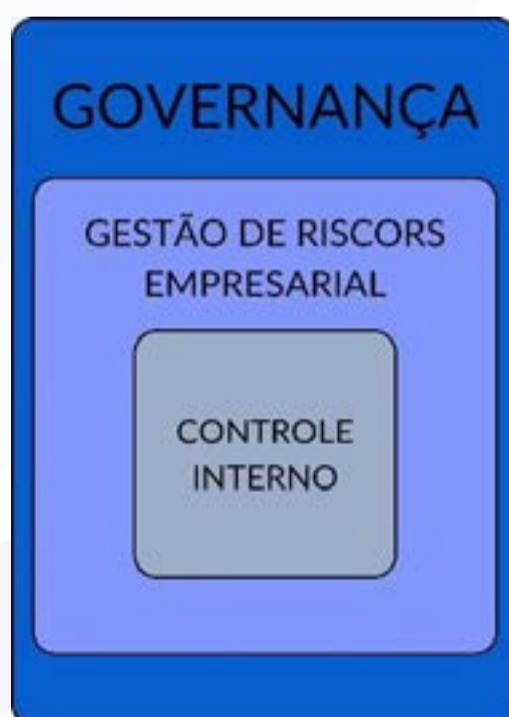 GOVERNANÇA
GESTÃO DE RISCORS
EMPRESARIAL
CONTROLE
INTERNO